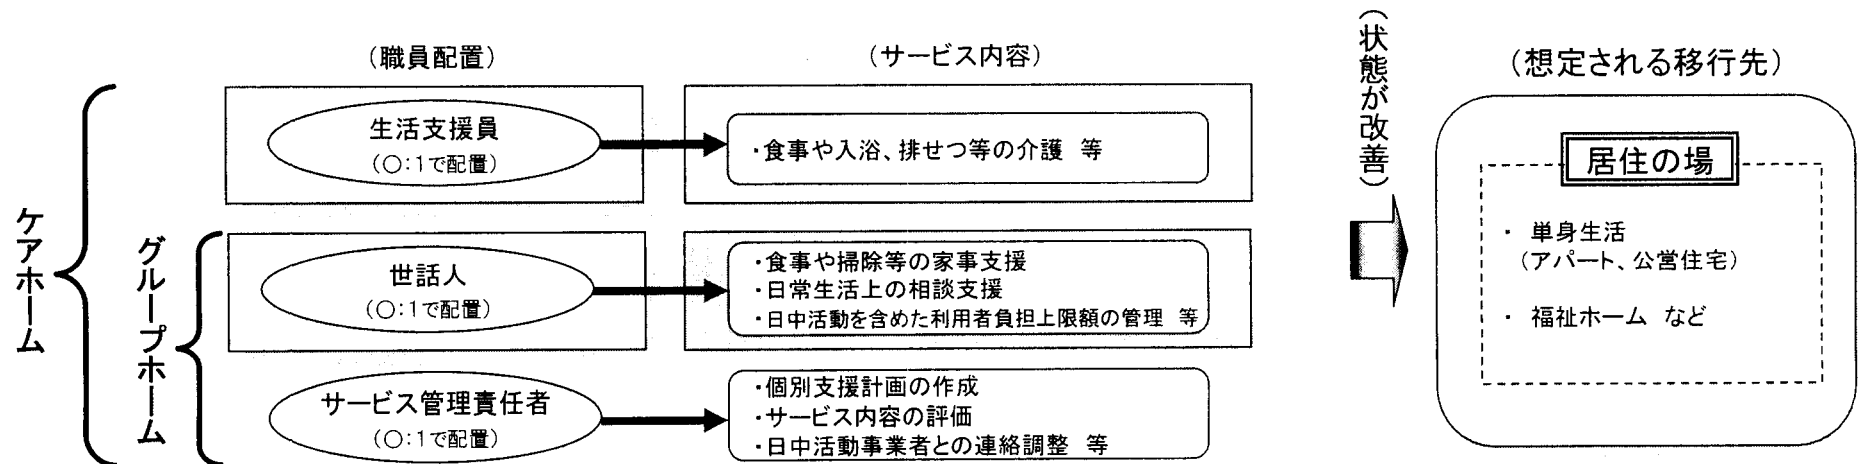 ケアホーム
グループホーム
(職員配置)
(サービス内容)
生活支援員
(○:1で配置)
・食事や入浴、排せつ等の介護 等
世話人
(○:1で配置)
・食事や掃除等の家事支援
・日常生活上の相談支援
・日中活動を含めた利用者負担上限額の管理 等
サービス管理責任者
(○:1で配置)
・個別支援計画の作成
・サービス内容の評価
・日中活動事業者との連絡調整 等
(状態が改善)
(想定される移行先)
居住の場
・ 単身生活
(アパート、公営住宅)
・ 福祉ホーム など